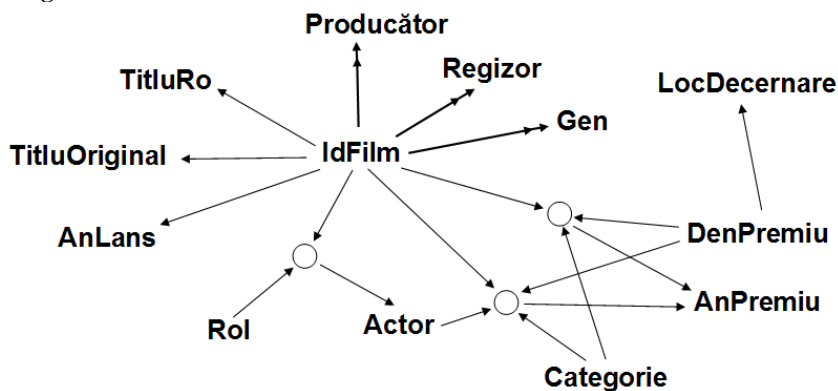 Producător
Regizor
TitluRo
LocDecernare
Gen
TitluOriginal
IdFilm
AnLans
DenPremiu
AnPremiu
Rol
Actor
Categorie